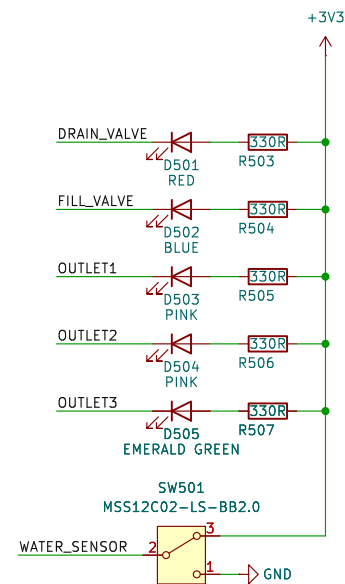 +3V3
DRAIN_VALVE
330R
D501
R503
RED
FILL_VALVE
330R
D502
R504
BLUE
OUTLET1
330R
D503
R505
PINK
OUTLET2
330R
D504
R506
PINK
OUTLET3
330R
D505
R507
EMERALD GREEN
SW501
MSS12C02-LS-BB2.0
3
WATER_SENSOR
2
1
GND